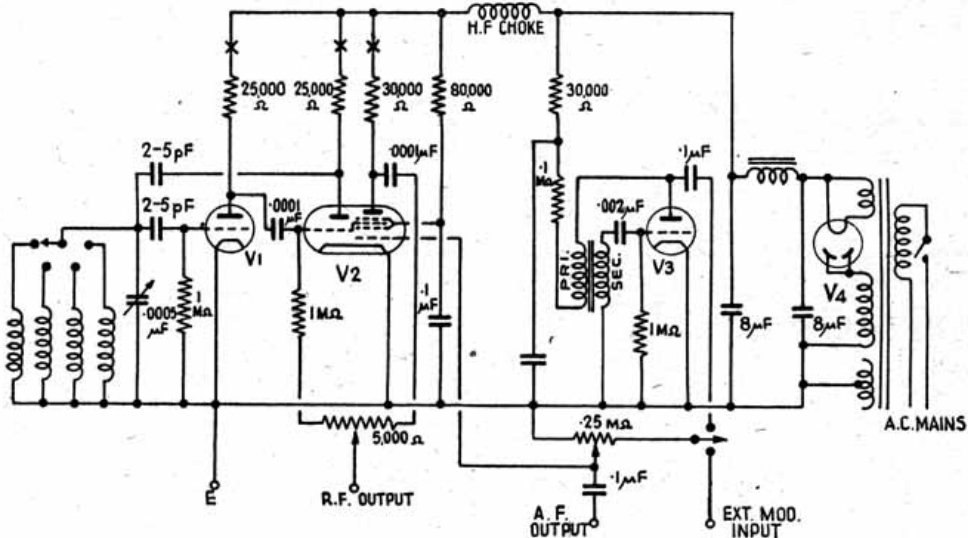 H.F CHOKE
25,000
Ω
25,000
Ω
30,000
Ω
80,000
Ω
30,000
Ω
2-5pF
2-5pF
.0001μF
.0001
μF
.1
MΩ
.1μF
.002μF
V1
V2
V3
V4
PRI.
SEC.
.0005
μF
1
MΩ
1MΩ
.1
μF
1MΩ
8μF
8μF
5,000 Ω
.25 MΩ
A.C. MAINS
E
R.F. OUTPUT
.1μF
A. F.
OUTPUT
EXT. MOD.
INPUT